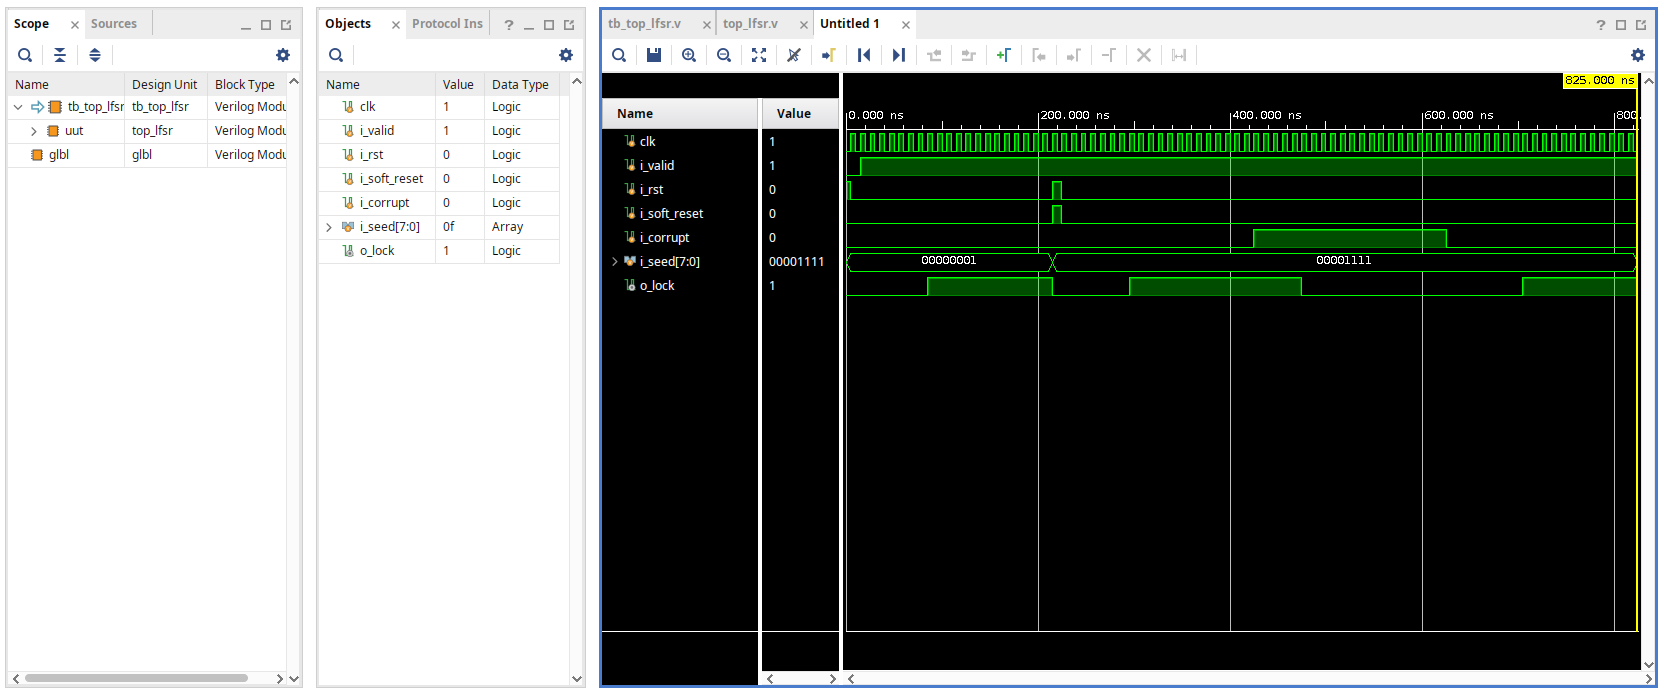 Scope
Sources
Name Design Unit Block Type
tb_top_lfsr tb_top_lfsr Verilog Modu
uut top_lfsr Verilog Modu
glbl glbl Verilog Modu
Objects
Protocol Ins
?
Name Value Data Type
clk 1 Logic
i_valid 1 Logic
i_rst 0 Logic
i_soft_reset 0 Logic
i_corrupt 0 Logic
i_seed[7:0] 0f Array
o_lock 1 Logic
tb_top_lfsr.v
top_lfsr.v
Untitled 1
?
825.000 ns
Name Value
0.000 ns 200.000 ns 400.000 ns 600.000 ns 800.
clk 1
i_valid 1
i_rst 0
i_soft_reset 0
i_corrupt 0
i_seed[7:0] 00001111 00000001 00001111
o_lock 1